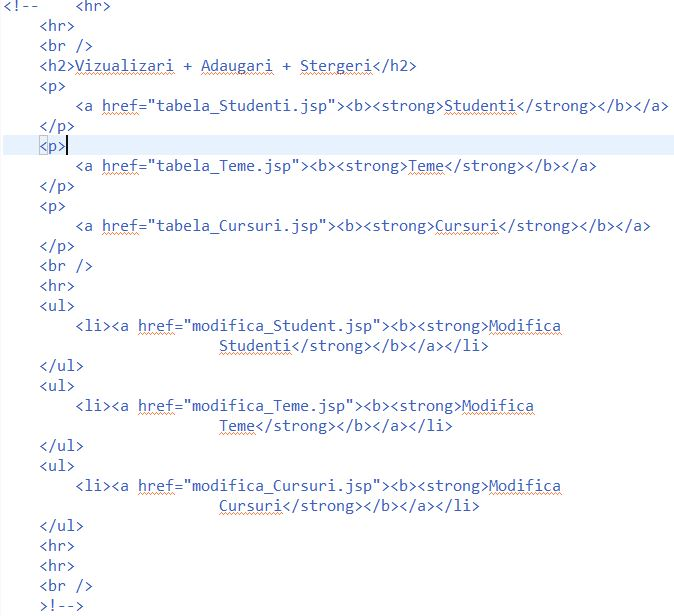 <!--    <hr>
    <hr>
    <br />
    <h2>Vizualizari + Adaugari + Stergeri</h2>
    <p>
        <a href="tabela_Studenti.jsp"><b><strong>Studenti</strong></b></a>
    </p>
    <p>
        <a href="tabela_Teme.jsp"><b><strong>Teme</strong></b></a>
    </p>
    <p>
        <a href="tabela_Cursuri.jsp"><b><strong>Cursuri</strong></b></a>
    </p>
    <br />
    <hr>
    <ul>
        <li><a href="modifica_Student.jsp"><b><strong>Modifica
                        Studenti</strong></b></a></li>
    </ul>
    <ul>
        <li><a href="modifica_Teme.jsp"><b><strong>Modifica
                        Teme</strong></b></a></li>
    </ul>
    <ul>
        <li><a href="modifica_Cursuri.jsp"><b><strong>Modifica
                        Cursuri</strong></b></a></li>
    </ul>
    <hr>
    <hr>
    <br />
    >!-->